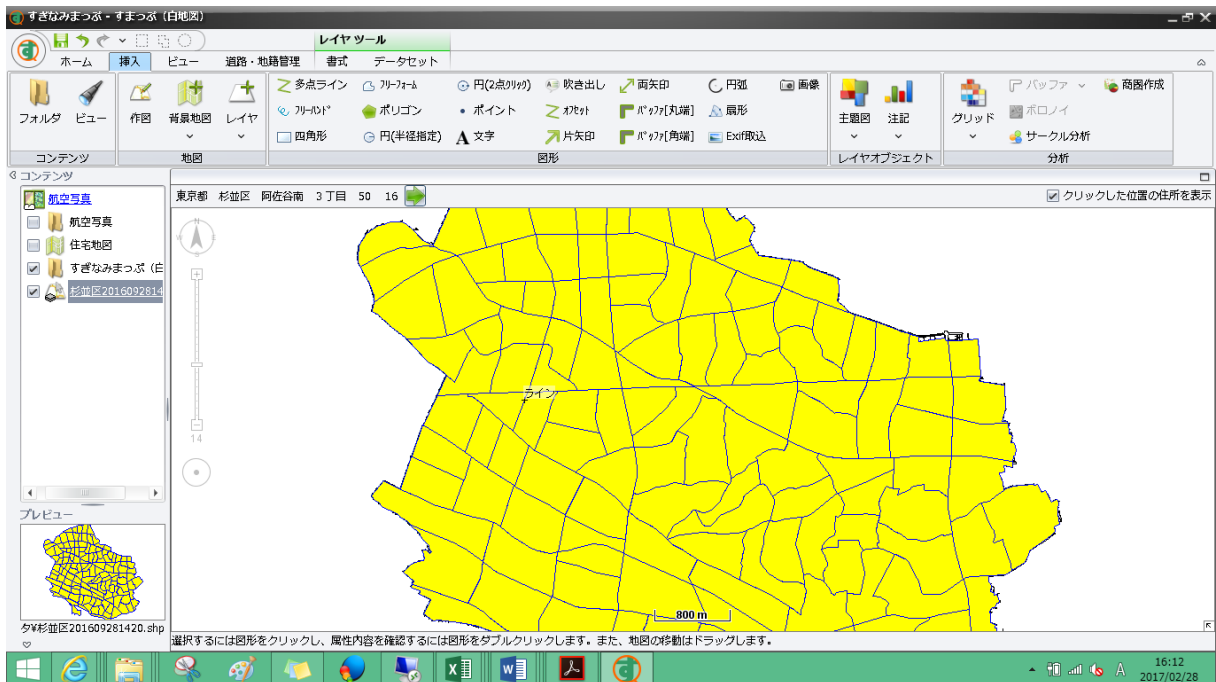 すぎなみまっぷ - すまっぷ (白地図)
レイヤ ツール
ホーム 挿入 ビュー 道路・地籍管理 書式 データセット
フォルダ ビュー 作図 背景地図 レイヤ
多点ライン フリーフォーム 円(2点クリック) 吹き出し 両矢印 円弧 画像
フリーハンド ポリゴン ポイント オフセット バッファ[丸端] 扇形
四角形 円(半径指定) A 文字 片矢印 バッファ[角端] Exif取込
主題図 注記 グリッド
バッファ 商圏作成
ボロノイ
サークル分析
コンテンツ 地図 図形 レイヤオブジェクト 分析
コンテンツ
航空写真
航空写真
住宅地図
すぎなみまっぷ (白
杉並区2016092814
東京都 杉並区 阿佐谷南 3丁目 50 16
クリックした位置の住所を表示
N
14
ライン
800 m
プレビュー
タ¥杉並区201609281420.shp
選択するには図形をクリックし、属性内容を確認するには図形をダブルクリックします。また、地図の移動はドラッグします。
A
16:12
2017/02/28